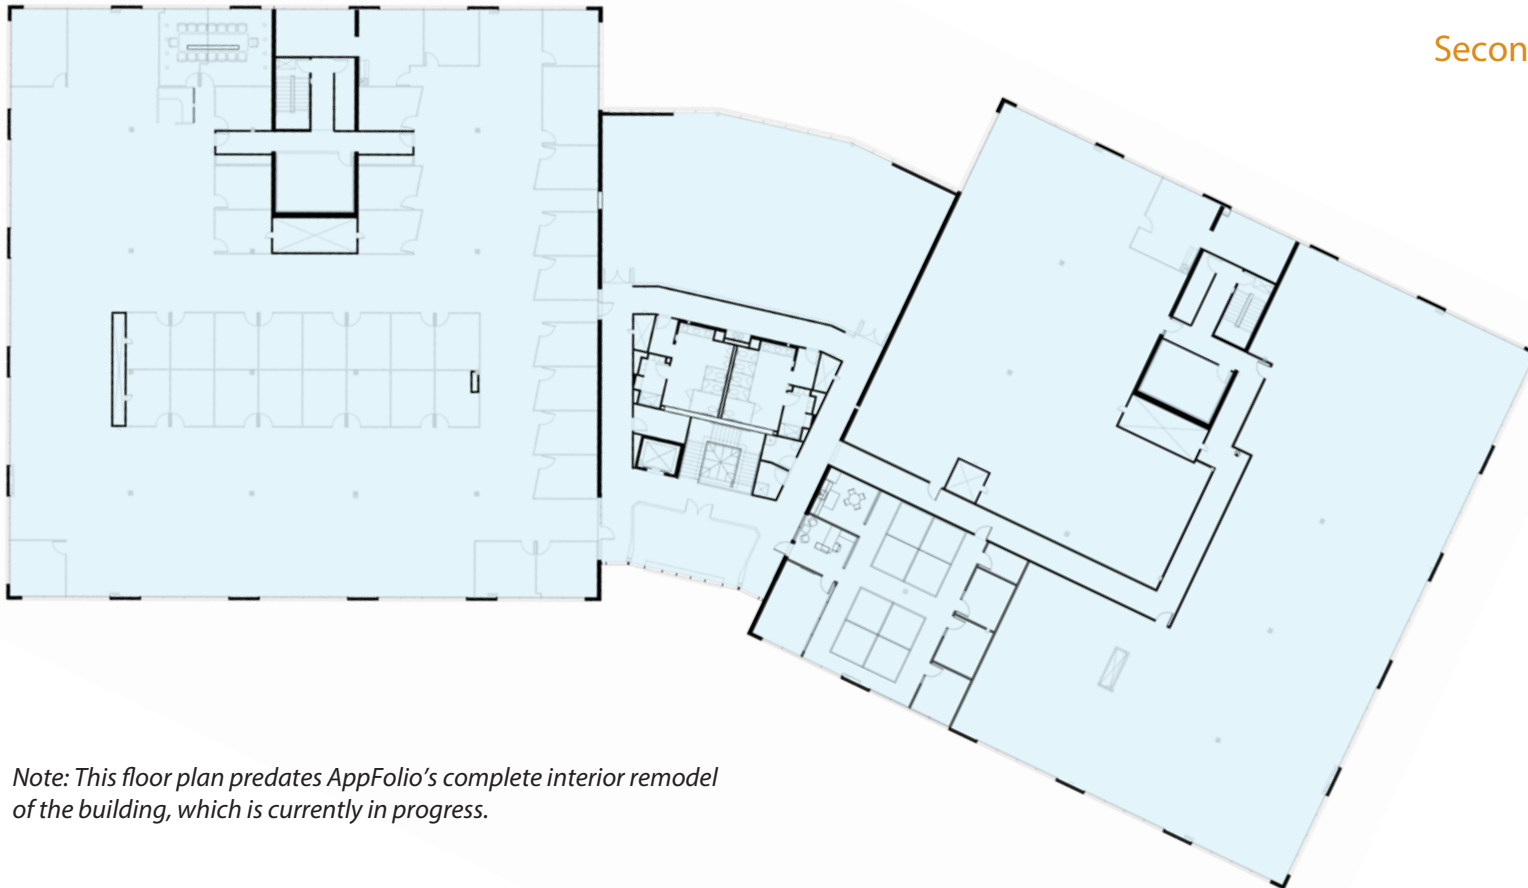 Secon
Note: This floor plan predates AppFolio's complete interior remodel
of the building, which is currently in progress.